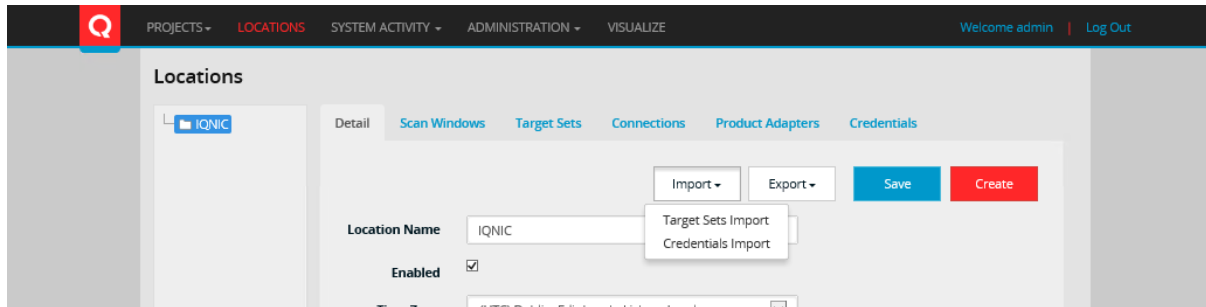 PROJECTS LOCATIONS SYSTEM ACTIVITY ADMINISTRATION VISUALIZE Welcome admin | Log Out
Locations
IQNIC
Detail Scan Windows Target Sets Connections Product Adapters Credentials
Import Export Save Create
Target Sets Import
Credentials Import
Location Name IQNIC
Enabled